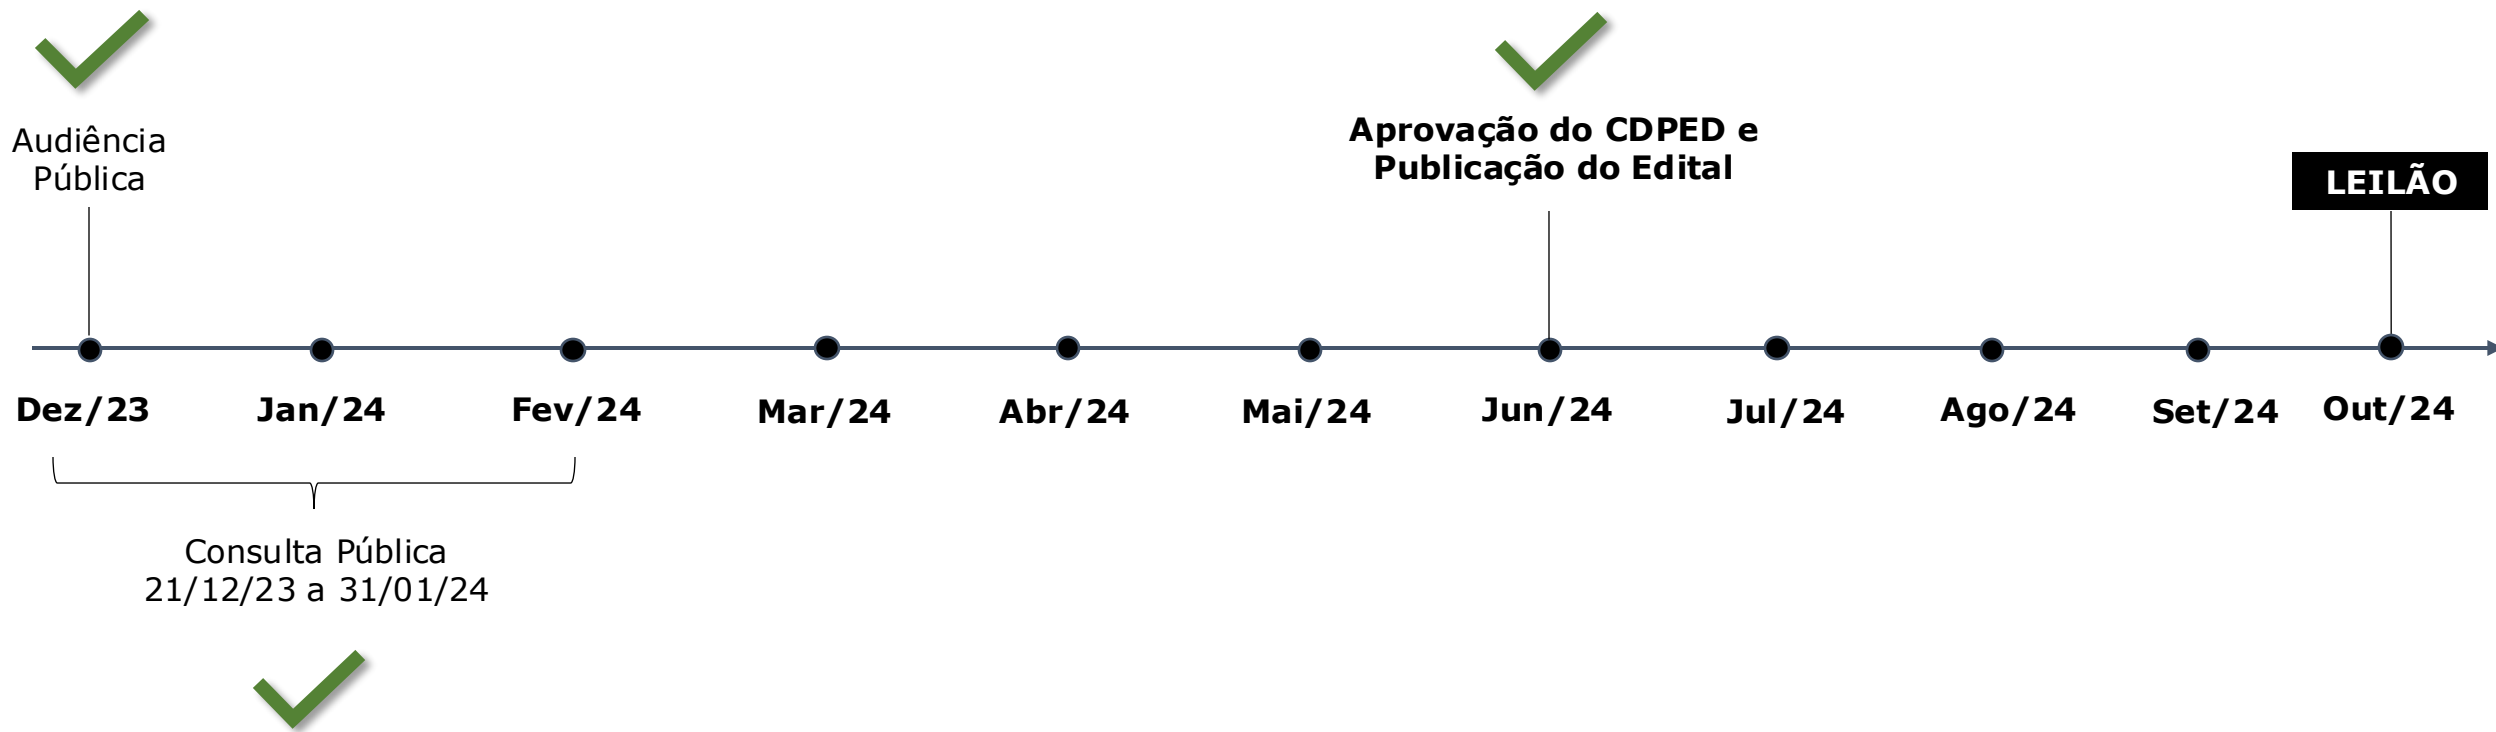 Audiência
Pública
Aprovação do CDPED e
Publicação do Edital
LEILÃO
Dez/23
Jan/24
Fev/24
Mar/24
Abr/24
Mai/24
Jun/24
Jul/24
Ago/24
Set/24
Out/24
Consulta Pública
21/12/23 a 31/01/24